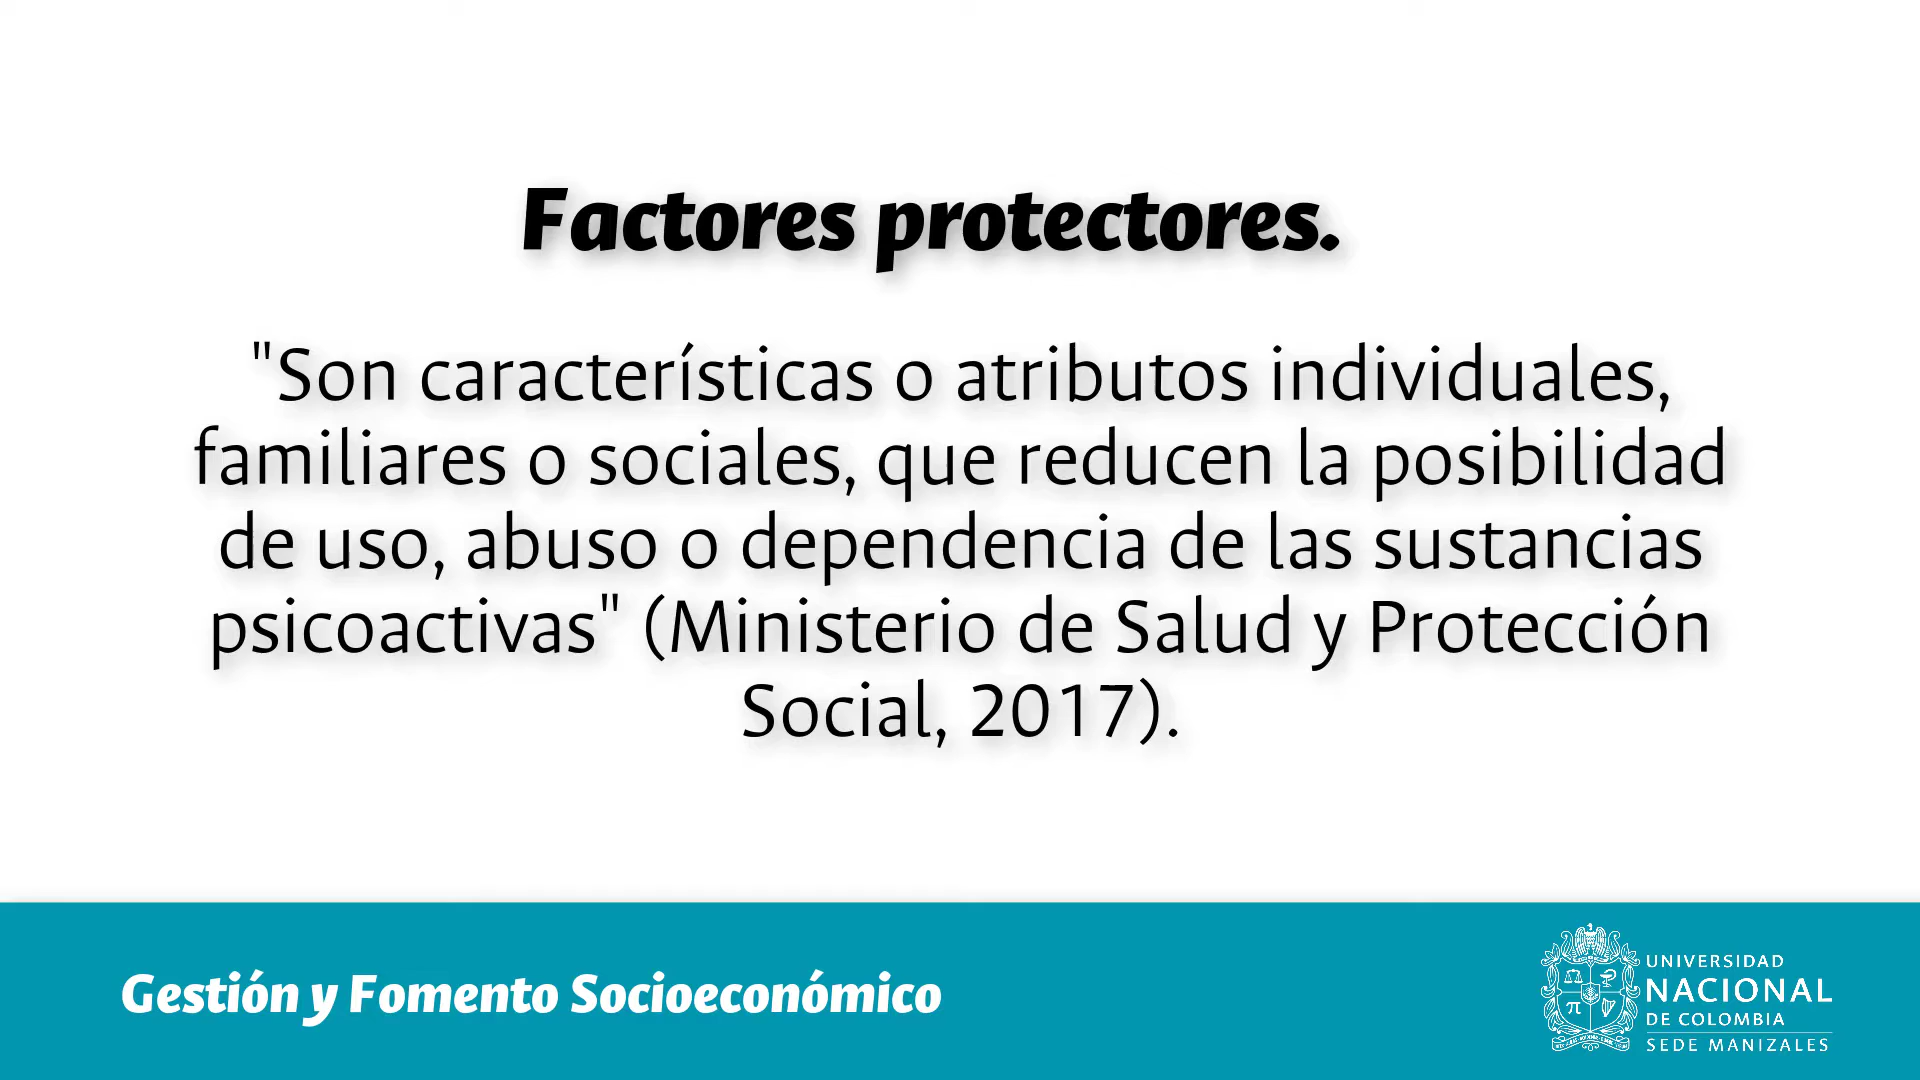 Factores protectores.
"Son características o atributos individuales,
familiares o sociales, que reducen la posibilidad
de uso, abuso o dependencia de las sustancias
psicoactivas" (Ministerio de Salud y Protección
Social, 2017).
Gestión y Fomento Socioeconómico
UNIVERSIDAD
NACIONAL
DE COLOMBIA
SEDE MANIZALES